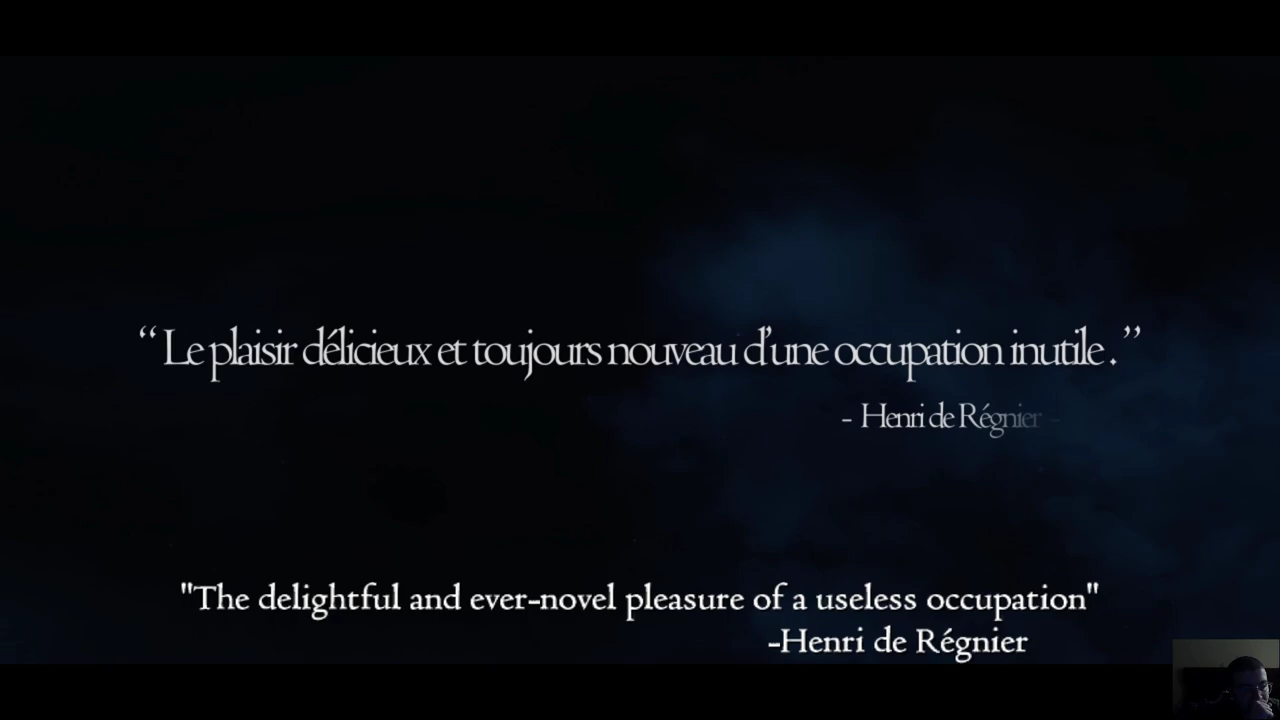 “ Le plaisir délicieux et toujours nouveau d’une occupation inutile . ”
- Henri de Régnier -
"The delightful and ever-novel pleasure of a useless occupation"
-Henri de Régnier